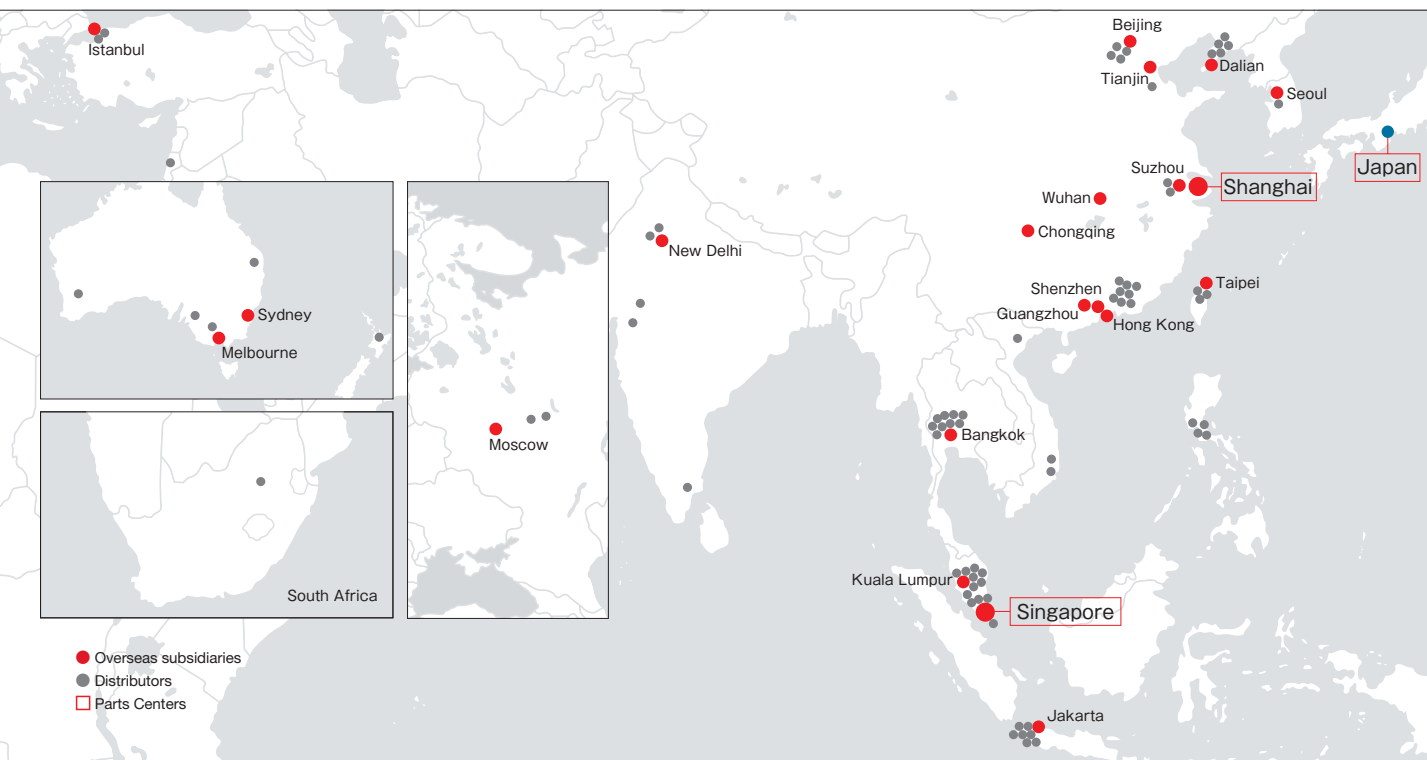 Istanbul
Beijing
Tianjin
Dalian
Seoul
Japan
Suzhou
Shanghai
Wuhan
Chongqing
New Delhi
Shenzhen
Guangzhou
Hong Kong
Taipei
Sydney
Melbourne
Moscow
Bangkok
South Africa
Kuala Lumpur
Singapore
Jakarta
Overseas subsidiaries
Distributors
Parts Centers